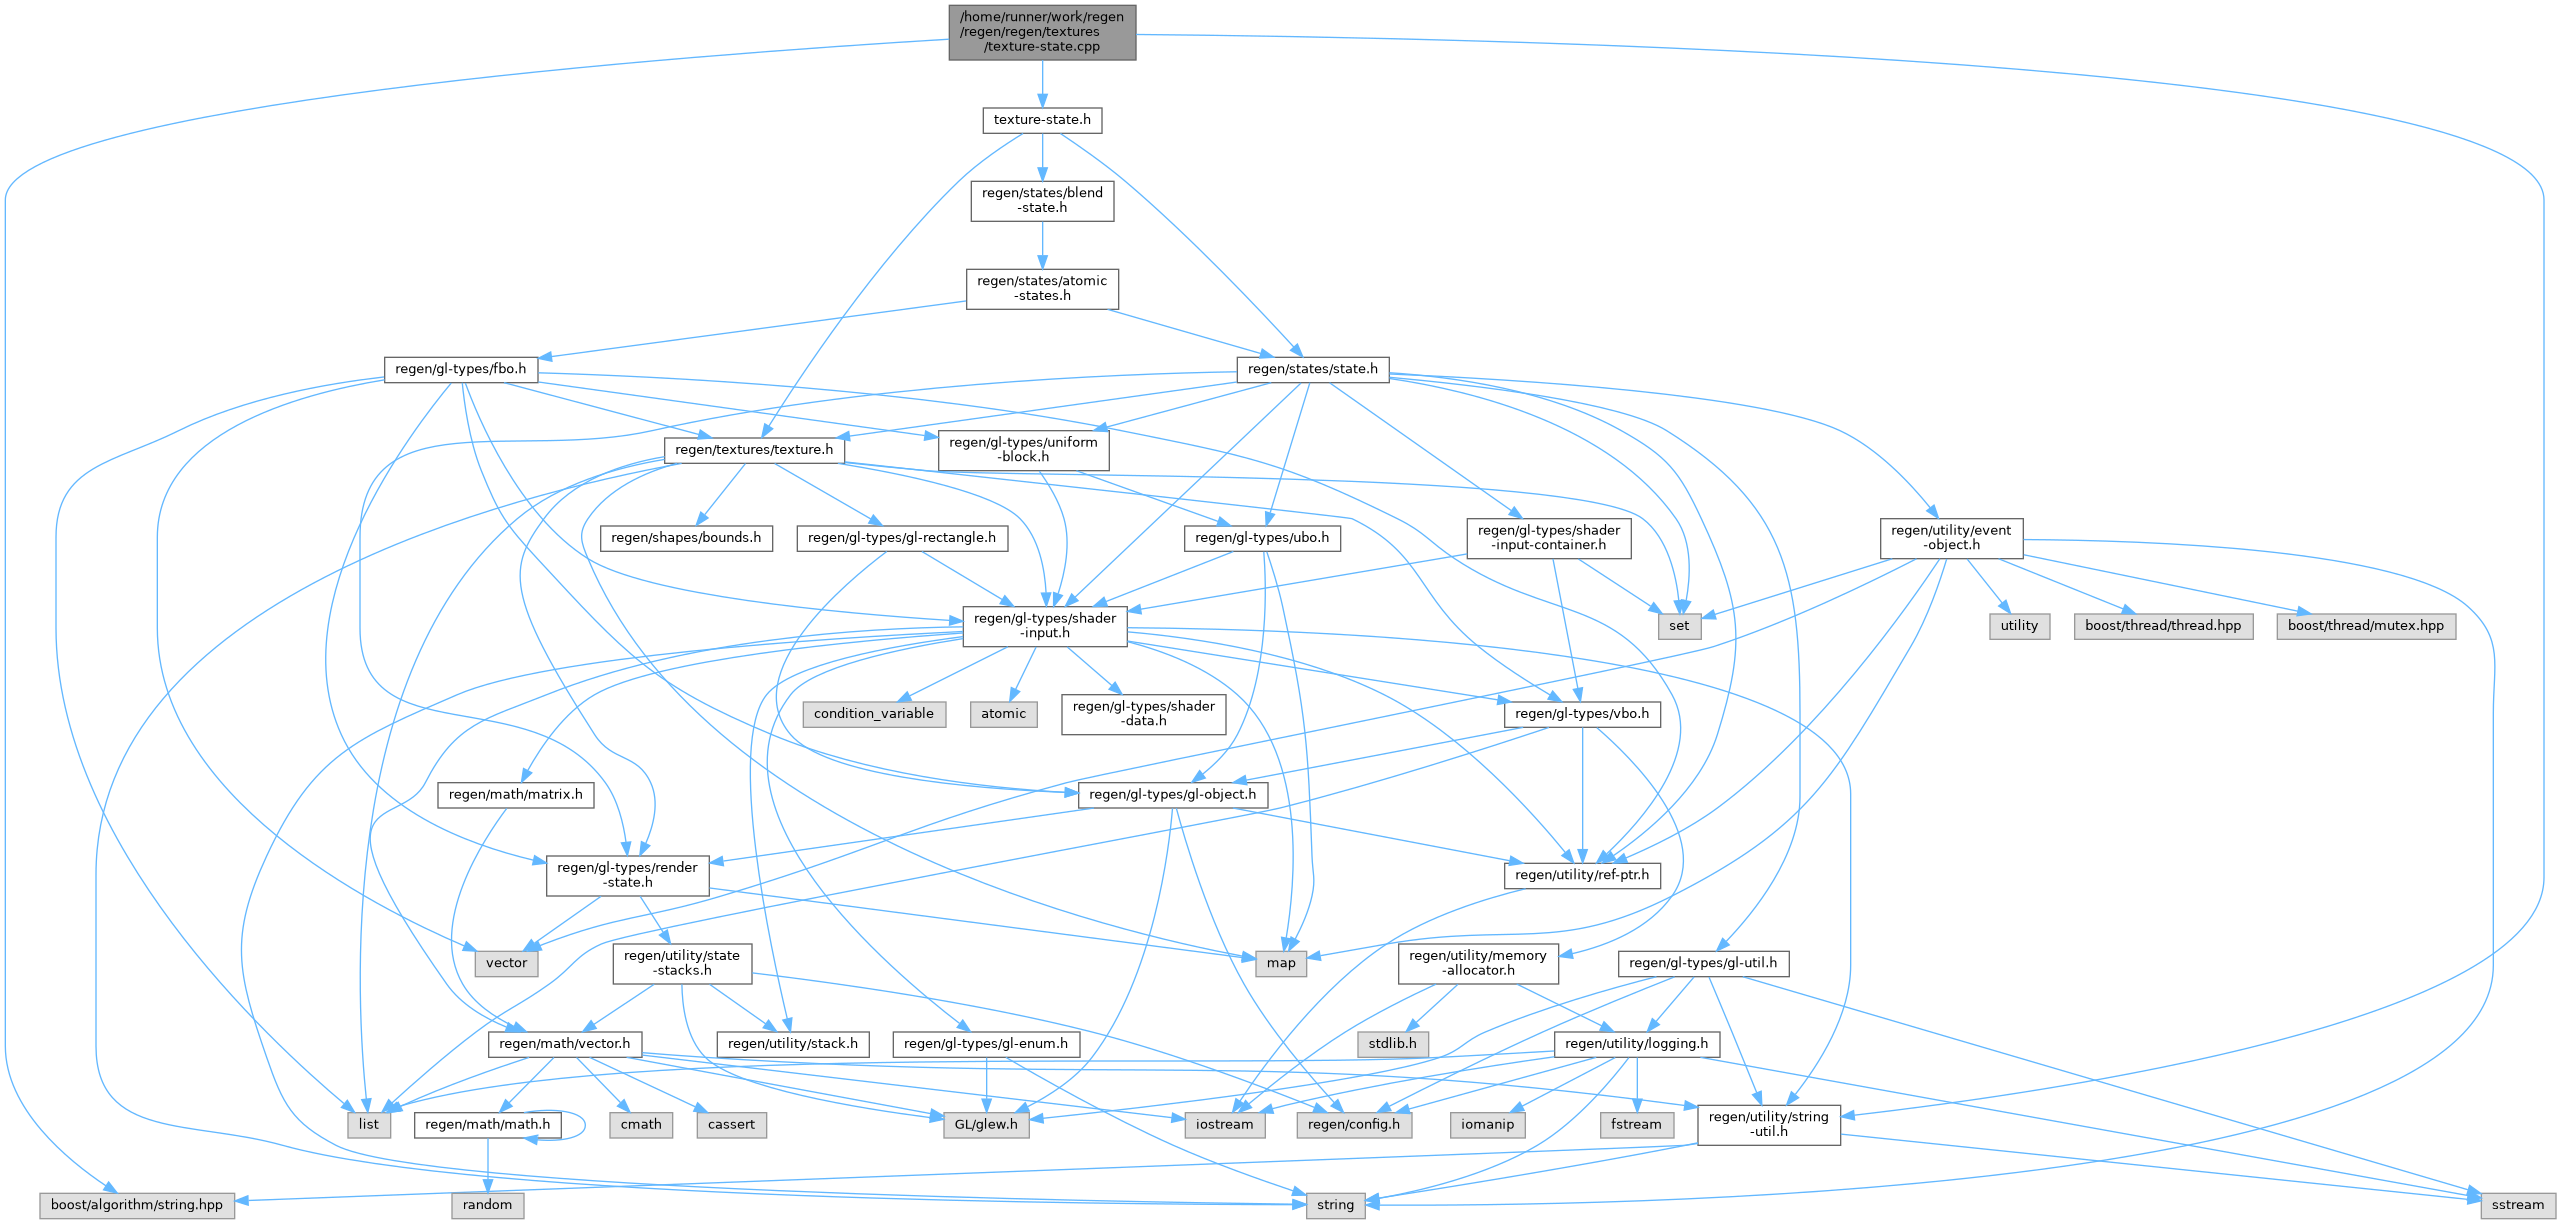 /home/runner/work/regen
/regen/regen/textures
/texture-state.cpp
texture-state.h
regen/states/blend
-state.h
regen/states/atomic
-states.h
regen/gl-types/fbo.h
regen/states/state.h
regen/textures/texture.h
regen/gl-types/uniform
-block.h
regen/shapes/bounds.h
regen/gl-types/gl-rectangle.h
regen/gl-types/ubo.h
regen/gl-types/shader
-input-container.h
regen/utility/event
-object.h
regen/gl-types/shader
-input.h
set
utility
boost/thread/thread.hpp
boost/thread/mutex.hpp
condition_variable
atomic
regen/gl-types/shader
-data.h
regen/gl-types/vbo.h
regen/math/matrix.h
regen/gl-types/gl-object.h
regen/gl-types/render
-state.h
regen/utility/ref-ptr.h
vector
regen/utility/state
-stacks.h
map
regen/utility/memory
-allocator.h
regen/gl-types/gl-util.h
regen/math/vector.h
regen/utility/stack.h
regen/gl-types/gl-enum.h
stdlib.h
regen/utility/logging.h
list
regen/math/math.h
cmath
cassert
GL/glew.h
iostream
regen/config.h
iomanip
fstream
regen/utility/string
-util.h
boost/algorithm/string.hpp
random
string
sstream